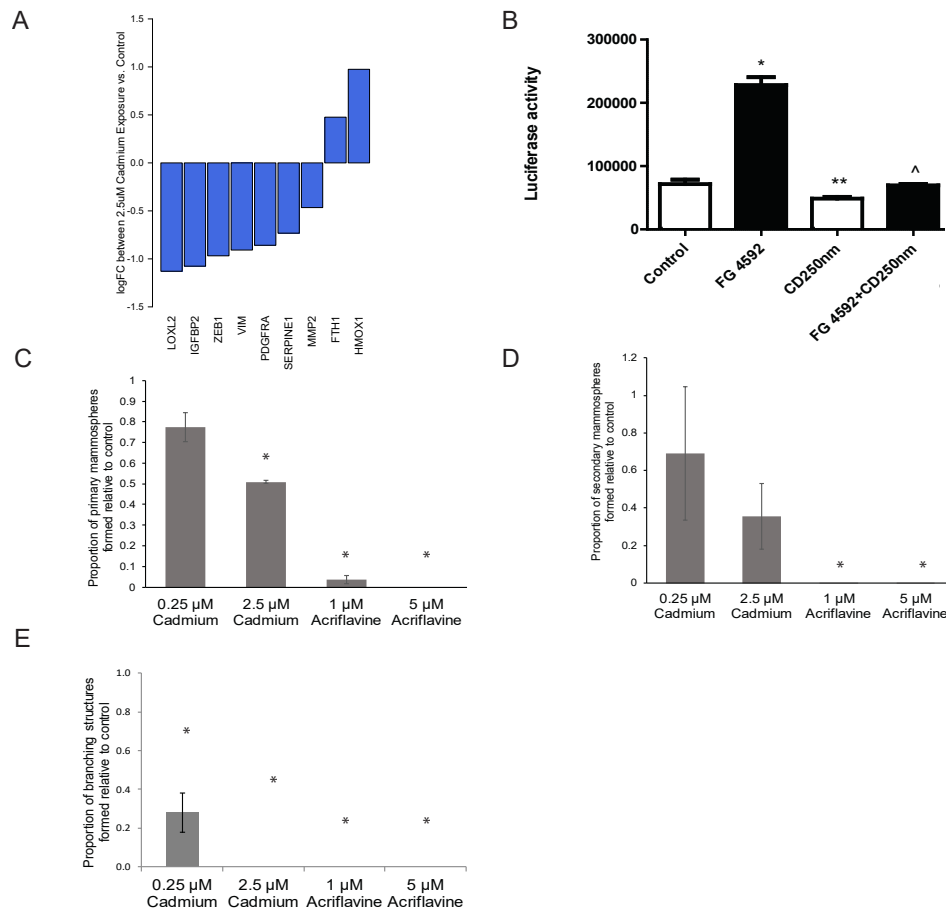 A
logFC between 2.5uM Cadmium Exposure vs. Control
1.5
1.0
0.5
0.0
-0.5
-1.0
-1.5
LOXL2
IGFBP2
ZEB1
VIM
PDGFRA
SERPINE1
MMP2
FTH1
HMOX1
B
Luciferase activity
300000
200000
100000
0
*
**
^
Control
FG 4592
CD250nm
FG 4592+CD250nm
C
Proportion of primary mammospheres
formed relative to control
1
0.9
0.8
0.7
0.6
0.5
0.4
0.3
0.2
0.1
0
*
*
*
0.25 µM
Cadmium
2.5 µM
Cadmium
1 µM
Acriflavine
5 µM
Acriflavine
D
Proportion of secondary mammospheres
formed relative to control
1.2
1
0.8
0.6
0.4
0.2
0
*
*
0.25 µM
Cadmium
2.5 µM
Cadmium
1 µM
Acriflavine
5 µM
Acriflavine
E
Proportion of branching structures
formed relative to control
1.0
0.8
0.6
0.4
0.2
0.0
*
*
*
*
0.25 µM
Cadmium
2.5 µM
Cadmium
1 µM
Acriflavine
5 µM
Acriflavine